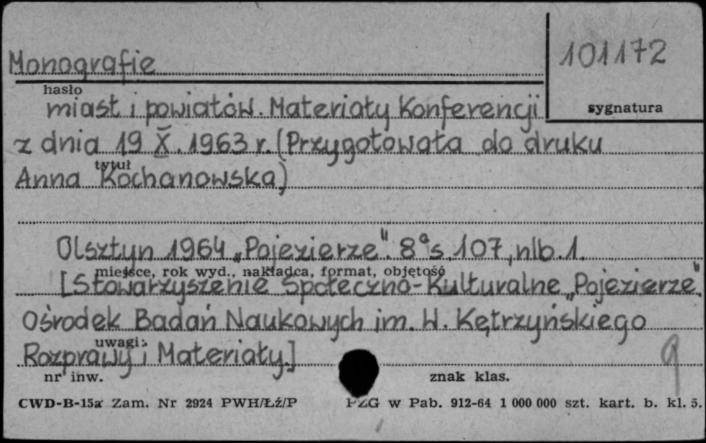 Monografie
101172
hasło
sygnatura
miast i powiatów. Materiały Konferencji
z dnia 19 X. 1963 r. (Przygotowała do druku
tytuł
Anna Kochanowska)
Olsztyn 1964 „Pojezierze". 8° s. 107, nlb. 1.
miejsce, rok wyd., nakładca, format, objętość
[Stowarzyszenie Społeczno-Kulturalne „Pojezierze".
Ośrodek Badań Naukowych im. W. Kętrzyńskiego
uwagi:
Rozprawy i Materiały.]
9
nr inw.
znak klas.
CWD-B-15a Zam. Nr 2924 PWH/Łź/P
PZG w Pab. 912-64 1 000 000 szt. kart. b. kl. 5.